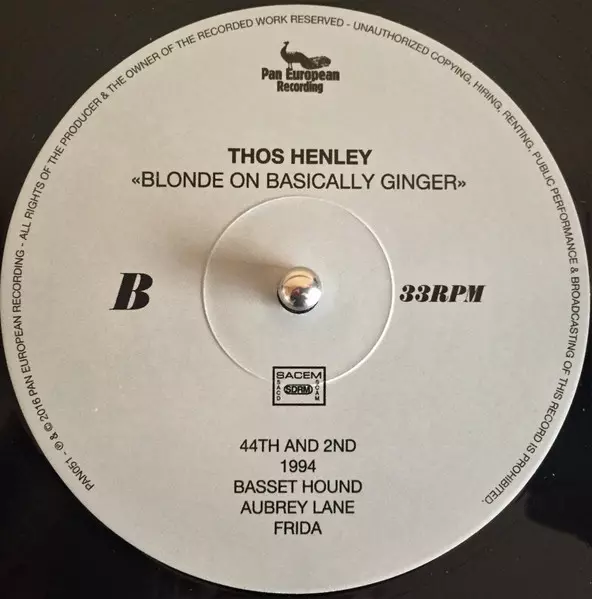 PAN051 - ℗ & © 2016 PAN EUROPEAN RECORDING - ALL RIGHTS OF THE PRODUCER & THE OWNER OF THE RECORDED WORK RESERVED - UNAUTHORIZED COPYING, HIRING, RENTING, PUBLIC PERFORMANCE & BROADCASTING OF THIS RECORD IS PROHIBITED.
Pan European
Recording
THOS HENLEY
«BLONDE ON BASICALLY GINGER»
B
33RPM
SACEM
SACD
SDRM
SCAM
44TH AND 2ND
1994
BASSET HOUND
AUBREY LANE
FRIDA